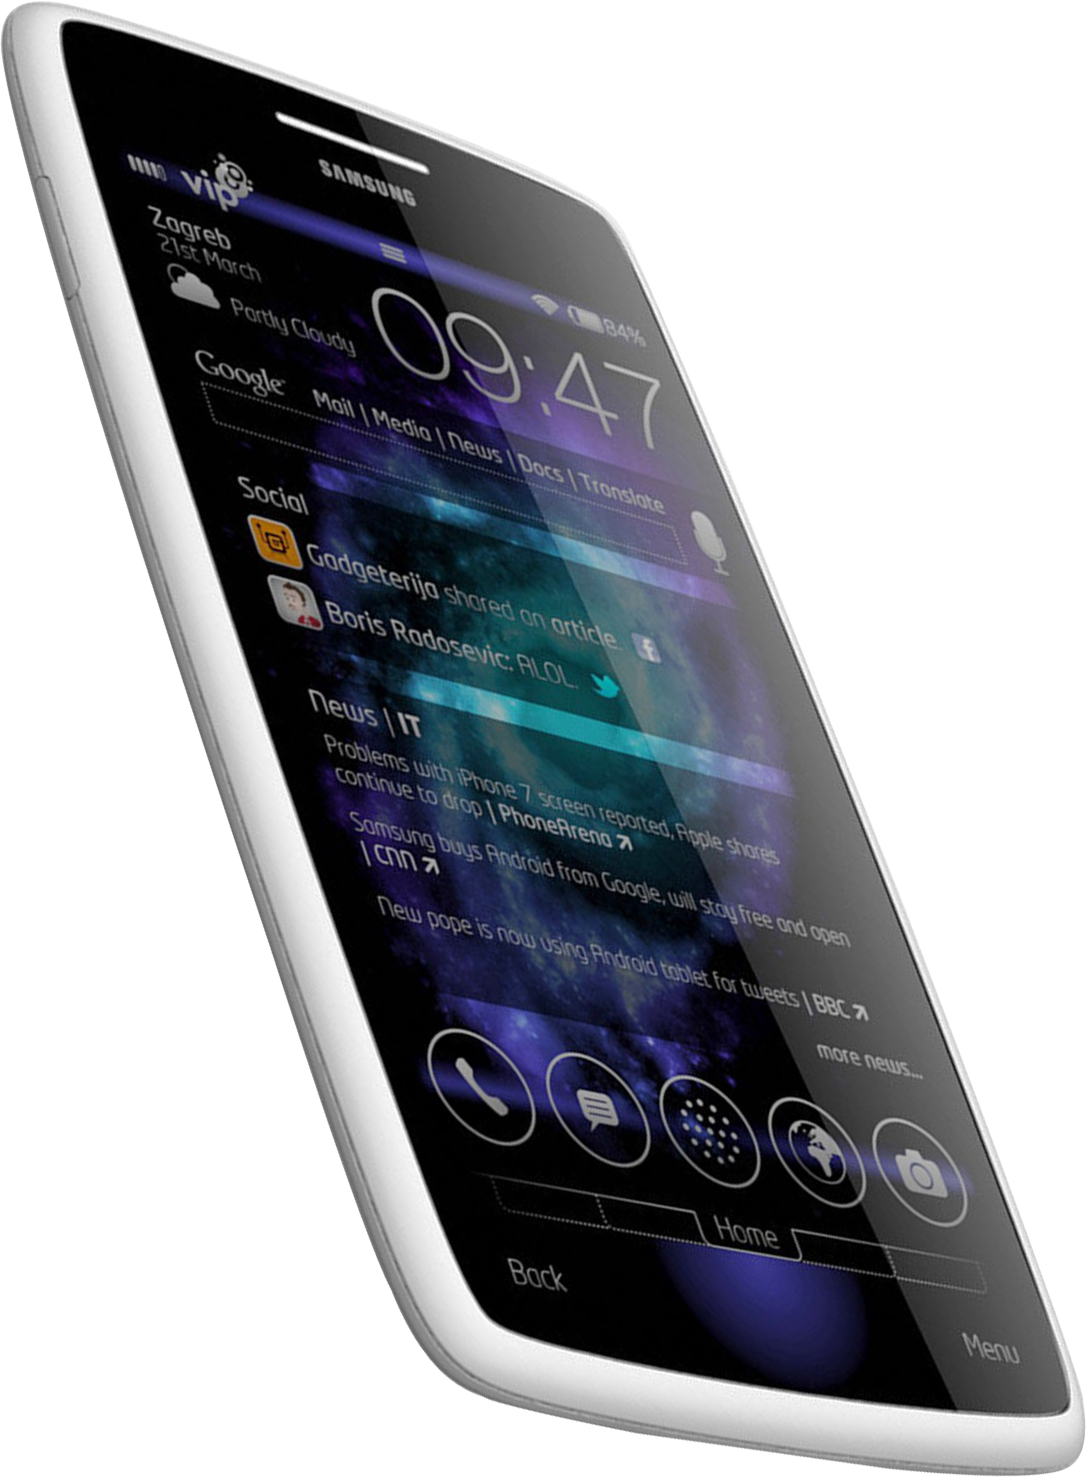 SAMSUNG
vip
Zagreb
21st March
Partly Cloudy
84%
09:47
Google
Mail | Media | News | Docs | Translate
Social
Gadgeterija shared an article.
Boris Radosevic: ALOL.
News | IT
Problems with iPhone 7 screen reported, Apple shares
continue to drop | PhoneArena
Samsung buys Android from Google, will stay free and open
| CNN
New pope is now using Android tablet for tweets | BBC
more news...
Home
Back
Menu